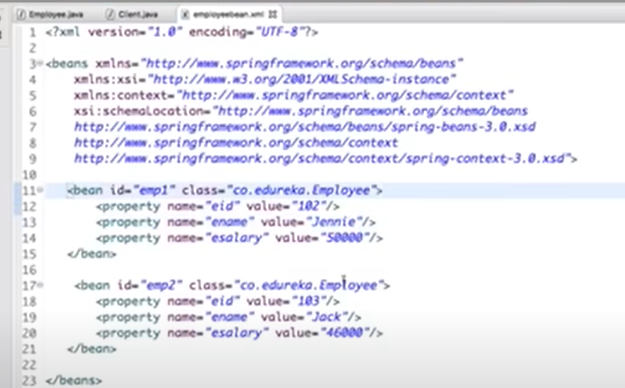 Employee.java Client.java employeebean.xml
1 <?xml version="1.0" encoding="UTF-8"?>
2
3 <beans xmlns="http://www.springframework.org/schema/beans"
4 xmlns:xsi="http://www.w3.org/2001/XMLSchema-instance"
5 xmlns:context="http://www.springframework.org/schema/context"
6 xsi:schemaLocation="http://www.springframework.org/schema/beans
7 http://www.springframework.org/schema/beans/spring-beans-3.0.xsd
8 http://www.springframework.org/schema/context
9 http://www.springframework.org/schema/context/spring-context-3.0.xsd">
10
11 <bean id="emp1" class="co.edureka.Employee">
12 <property name="eid" value="102"/>
13 <property name="ename" value="Jennie"/>
14 <property name="esalary" value="50000"/>
15 </bean>
16
17 <bean id="emp2" class="co.edureka.Employee">
18 <property name="eid" value="103"/>
19 <property name="ename" value="Jack"/>
20 <property name="esalary" value="46000"/>
21 </bean>
22
23 </beans>